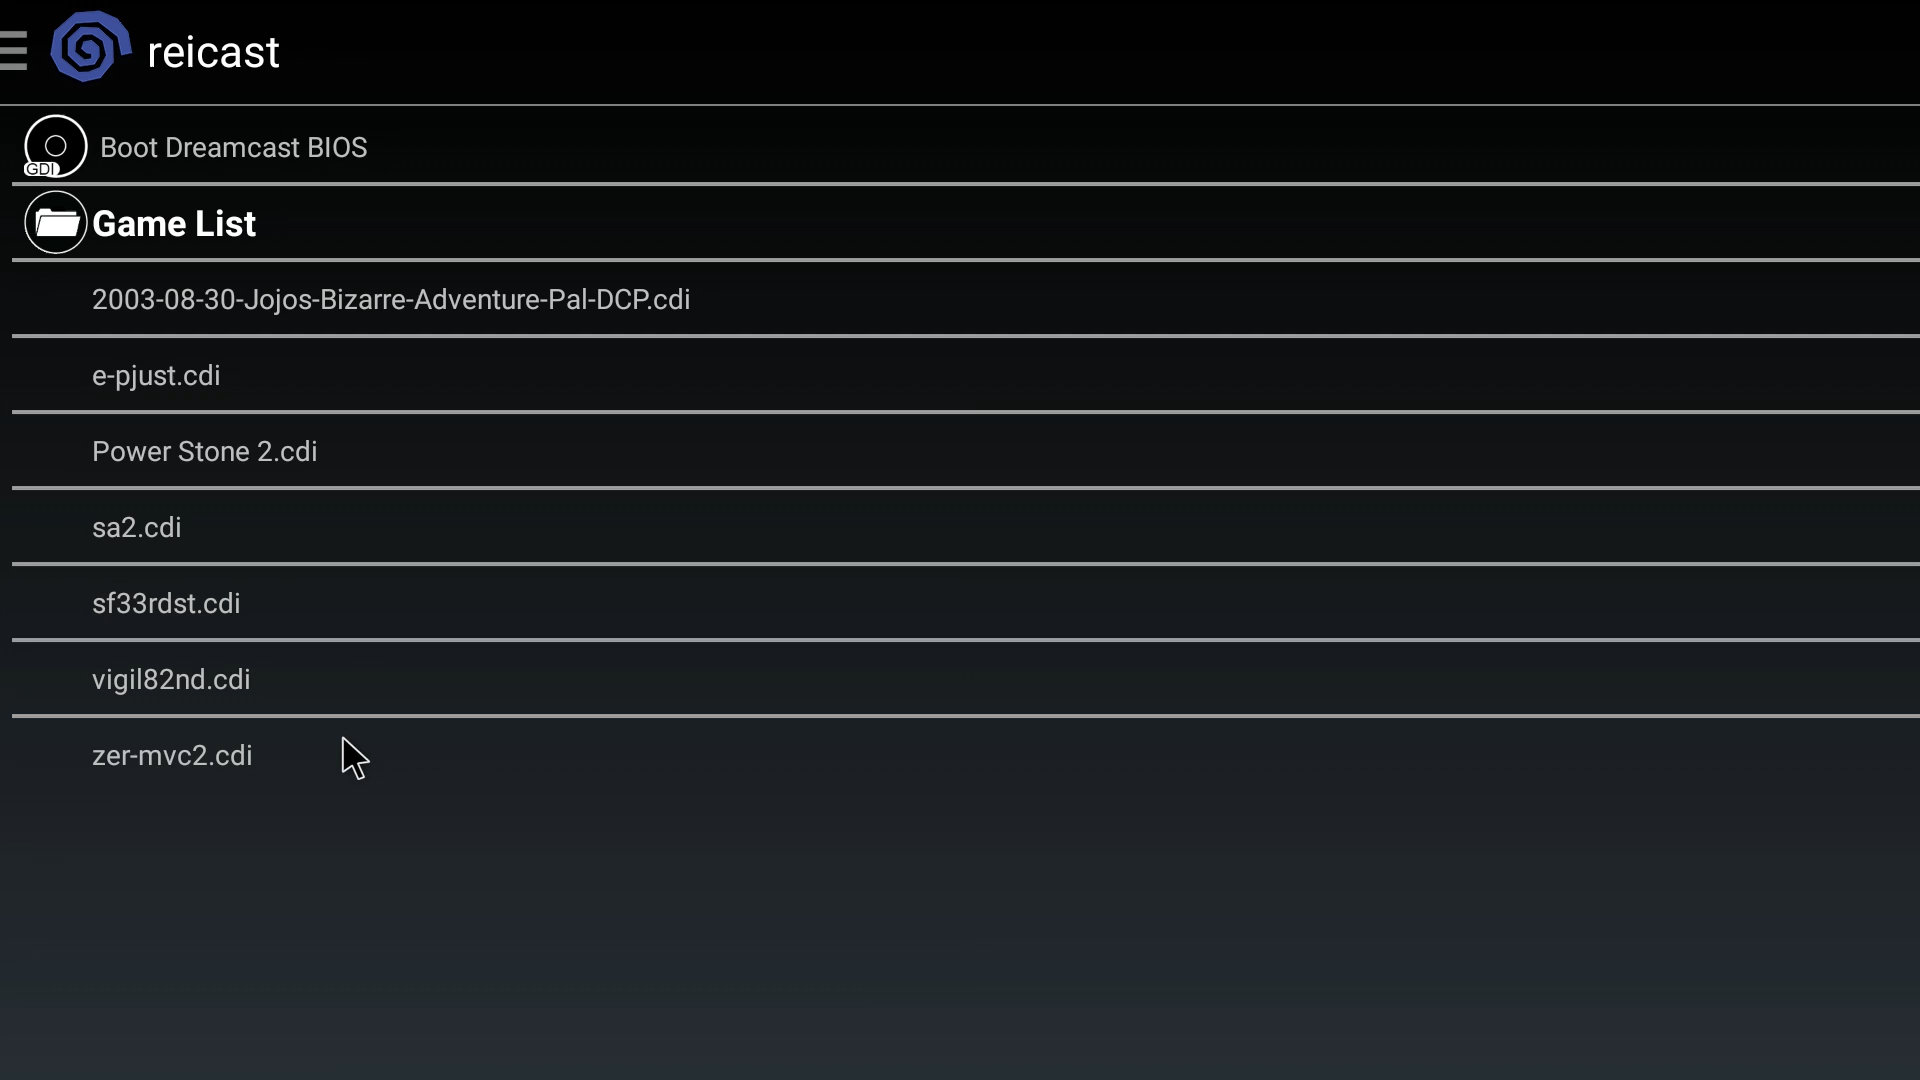 reicast
Boot Dreamcast BIOS
GDI
Game List
2003-08-30-Jojos-Bizarre-Adventure-Pal-DCP.cdi
e-pjust.cdi
Power Stone 2.cdi
sa2.cdi
sf33rdst.cdi
vigil82nd.cdi
zer-mvc2.cdi